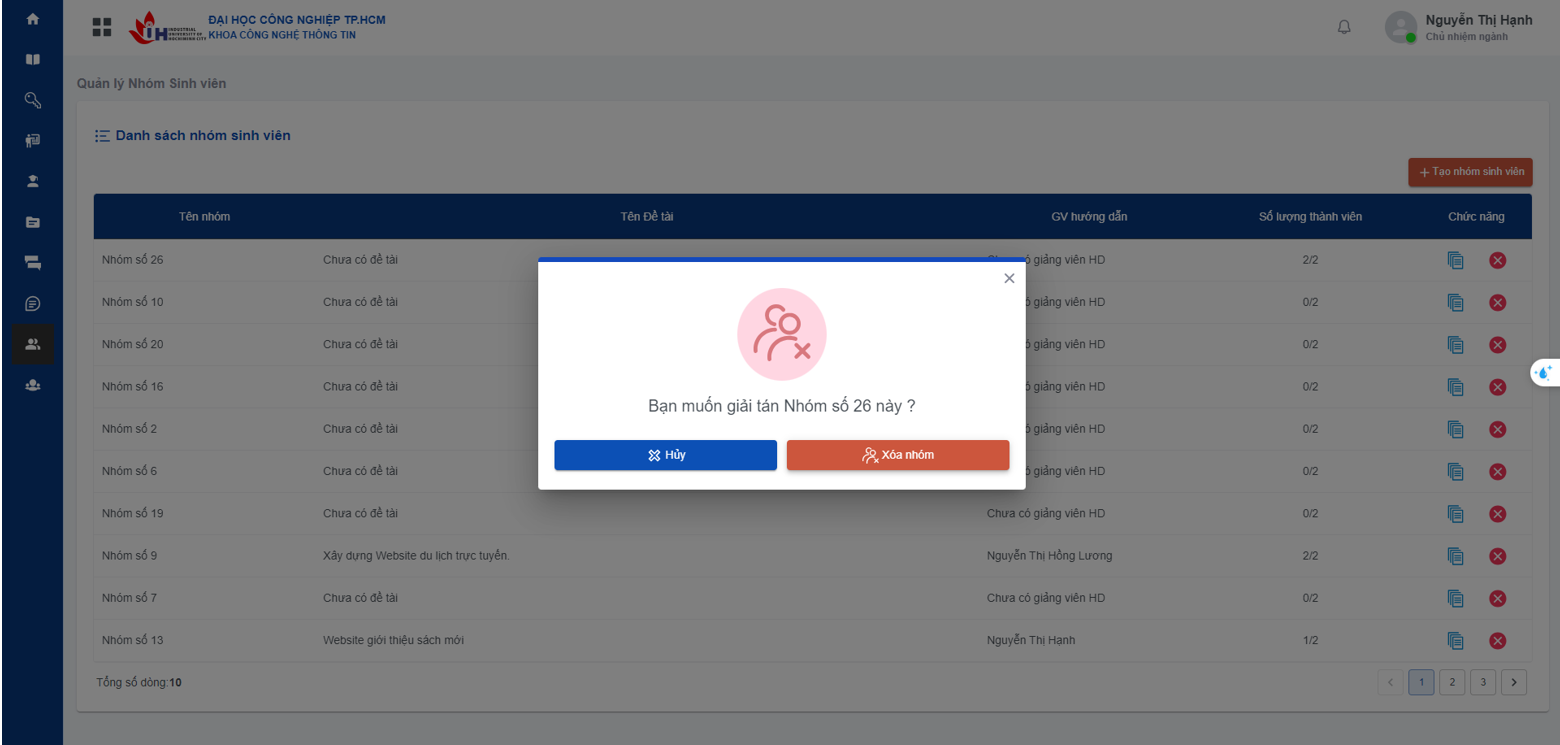 ĐẠI HỌC CÔNG NGHIỆP TP.HCM
KHOA CÔNG NGHỆ THÔNG TIN
INDUSTRIAL
UNIVERSITY OF
HOCHIMINH CITY
Nguyễn Thị Hạnh
Chủ nhiệm ngành
Quản lý Nhóm Sinh viên
Danh sách nhóm sinh viên
+ Tạo nhóm sinh viên
Tên nhóm Tên Đề tài GV hướng dẫn Số lượng thành viên Chức năng
Nhóm số 26 Chưa có đề tài giảng viên HD 2/2
Nhóm số 10 Chưa có đề tài giảng viên HD 0/2
Nhóm số 20 Chưa có đề tài giảng viên HD 0/2
Nhóm số 16 Chưa có đề tài giảng viên HD 0/2
Nhóm số 2 Chưa có đề tài giảng viên HD 0/2
Nhóm số 6 Chưa có đề tài giảng viên HD 0/2
Nhóm số 19 Chưa có đề tài Chưa có giảng viên HD 0/2
Nhóm số 9 Xây dựng Website du lịch trực tuyến. Nguyễn Thị Hồng Lương 2/2
Nhóm số 7 Chưa có đề tài Chưa có giảng viên HD 0/2
Nhóm số 13 Website giới thiệu sách mới Nguyễn Thị Hạnh 1/2
Bạn muốn giải tán Nhóm số 26 này ?
Hủy Xóa nhóm
Tổng số dòng:10
1 2 3